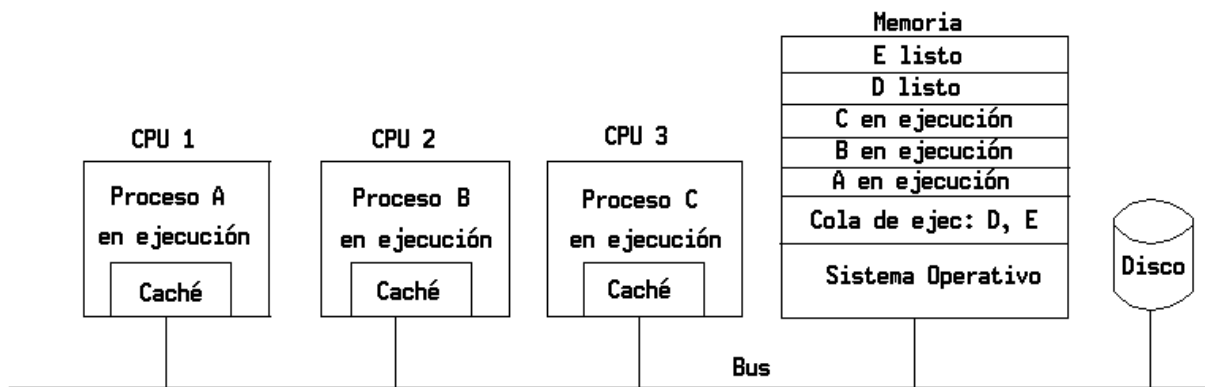 Memoria
E listo
D listo
C en ejecución
B en ejecución
A en ejecución
Cola de ejec: D, E
Sistema Operativo
CPU 1
Proceso A
en ejecución
Caché
CPU 2
Proceso B
en ejecución
Caché
CPU 3
Proceso C
en ejecución
Caché
Disco
Bus